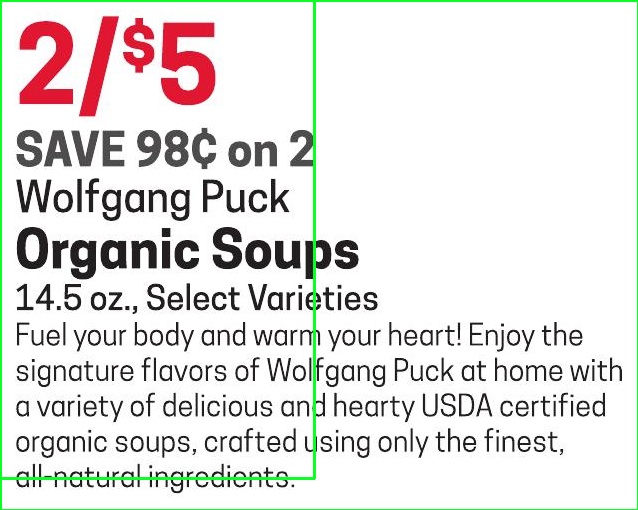 2/$5
SAVE 98¢ on 2
Wolfgang Puck
Organic Soups
14.5 oz., Select Varieties
Fuel your body and warm your heart! Enjoy the
signature flavors of Wolfgang Puck at home with
a variety of delicious and hearty USDA certified
organic soups, crafted using only the finest,
all-natural ingredients.